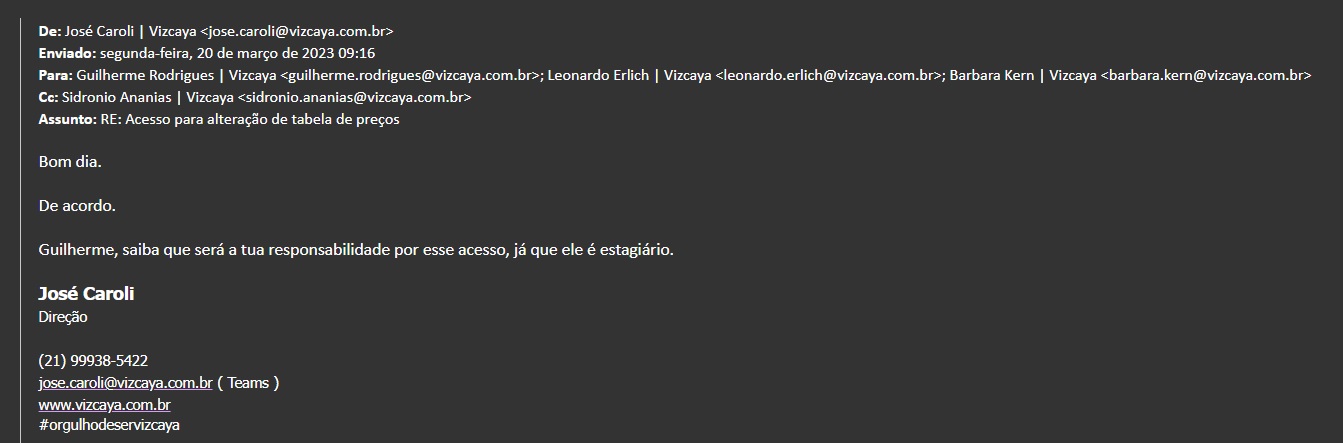 De: José Caroli | Vizcaya <jose.caroli@vizcaya.com.br>
Enviado: segunda-feira, 20 de março de 2023 09:16
Para: Guilherme Rodrigues | Vizcaya <guilherme.rodrigues@vizcaya.com.br>; Leonardo Erlich | Vizcaya <leonardo.erlich@vizcaya.com.br>; Barbara Kern | Vizcaya <barbara.kern@vizcaya.com.br>
Cc: Sidronio Ananias | Vizcaya <sidronio.ananias@vizcaya.com.br>
Assunto: RE: Acesso para alteração de tabela de preços
Bom dia.
De acordo.
Guilherme, saiba que será a tua responsabilidade por esse acesso, já que ele é estagiário.
José Caroli
Direção
(21) 99938-5422
jose.caroli@vizcaya.com.br ( Teams )
www.vizcaya.com.br
#orgulhodeservizcaya